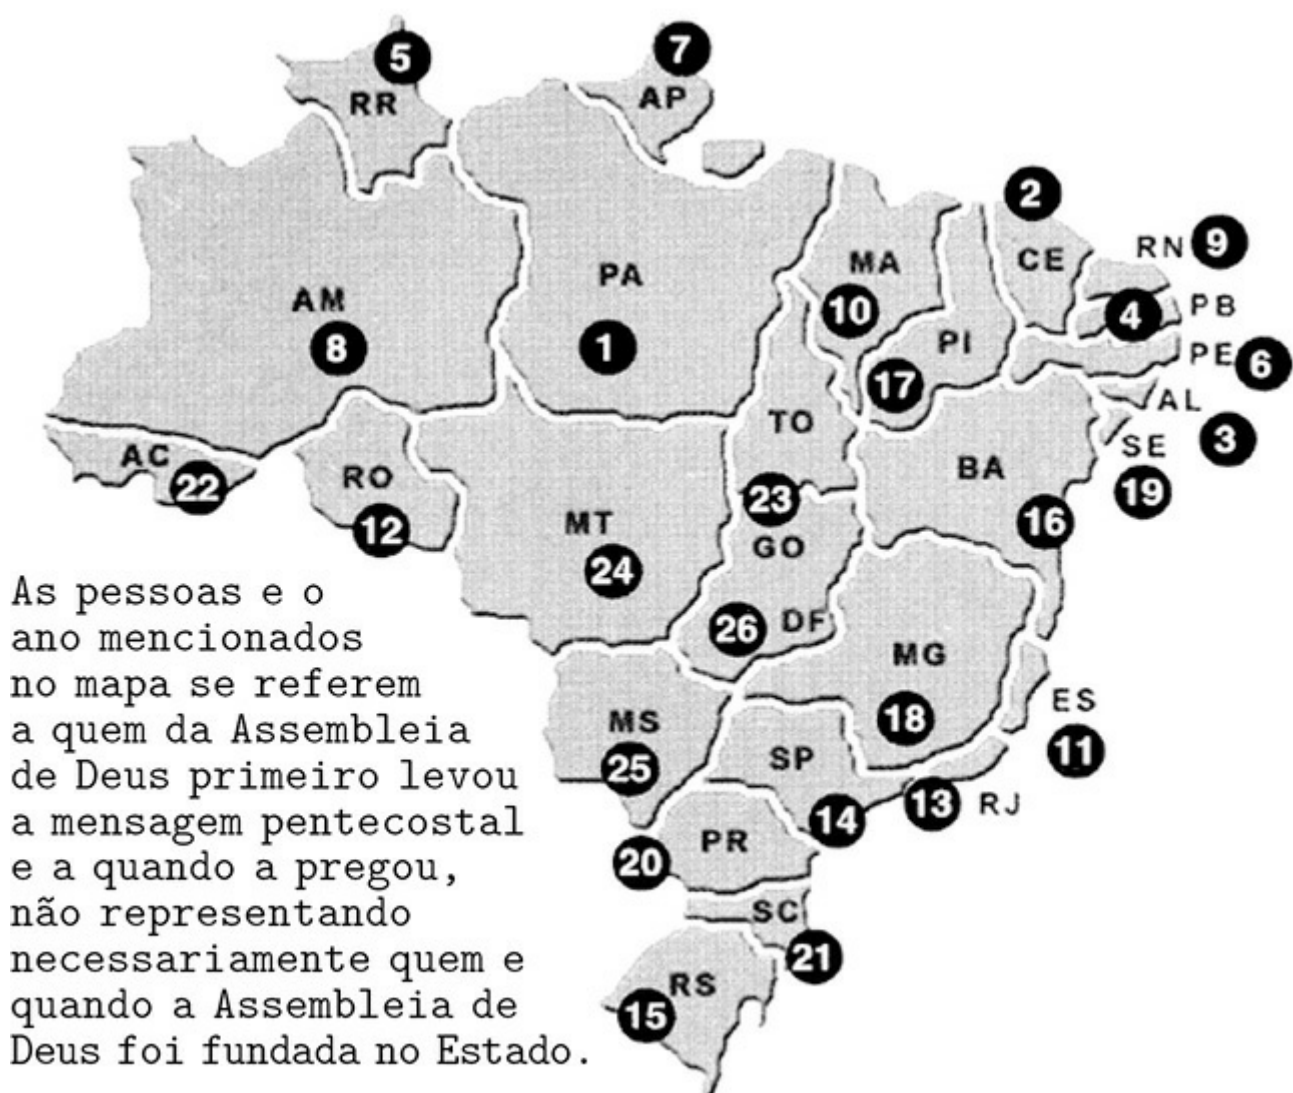 5
7
RR
AP
2
RN 9
CE
MA
PA
AM
10
4
PB
8
1
PI
PE 6
17
AL
TO
3
AC
SE
BA
RO
22
23
19
12
MT
16
GO
24
As pessoas e o
ano mencionados
no mapa se referem
a quem da Assembleia
de Deus primeiro levou
a mensagem pentecostal
e a quando a pregou,
não representando
necessariamente quem e
quando a Assembleia de
Deus foi fundada no Estado.
26 DF
MG
ES
MS
18
SP
11
25
13 RJ
14
PR
20
SC
21
RS
15